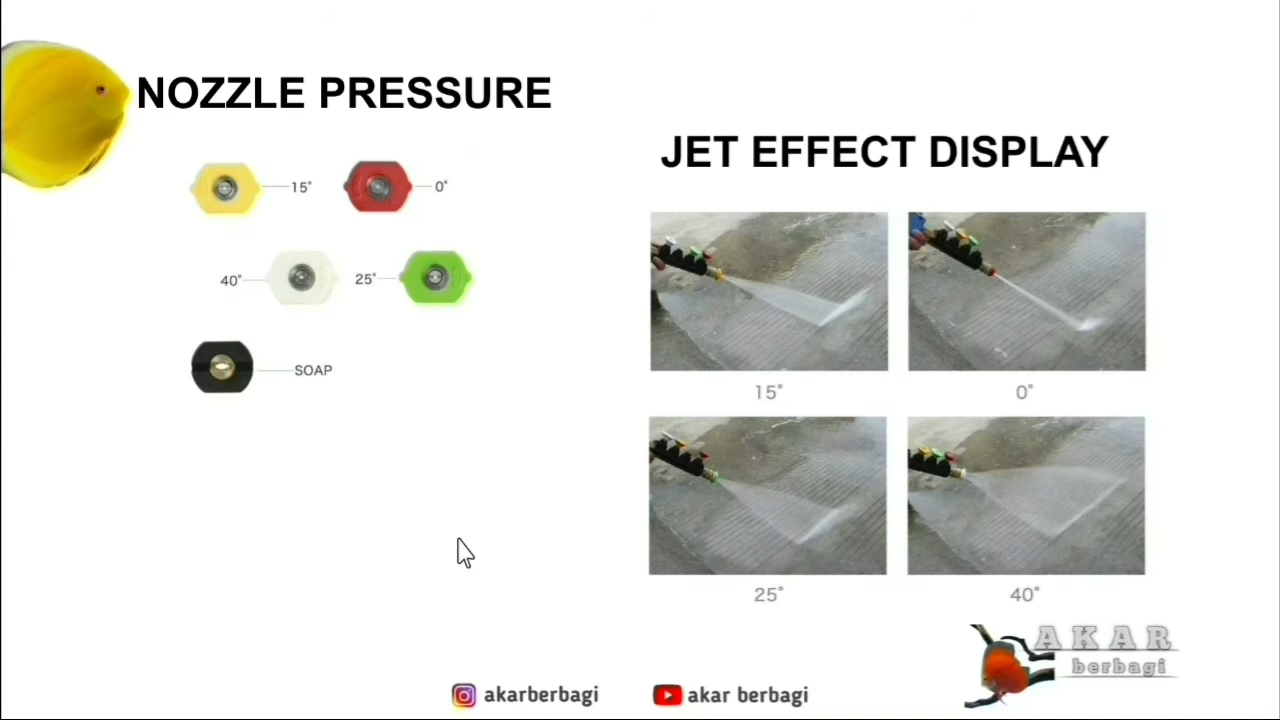 NOZZLE PRESSURE
15°
0°
40°
25°
SOAP
JET EFFECT DISPLAY
15°
0°
25°
40°
AKAR
berbagi
akarberbagi
akar berbagi